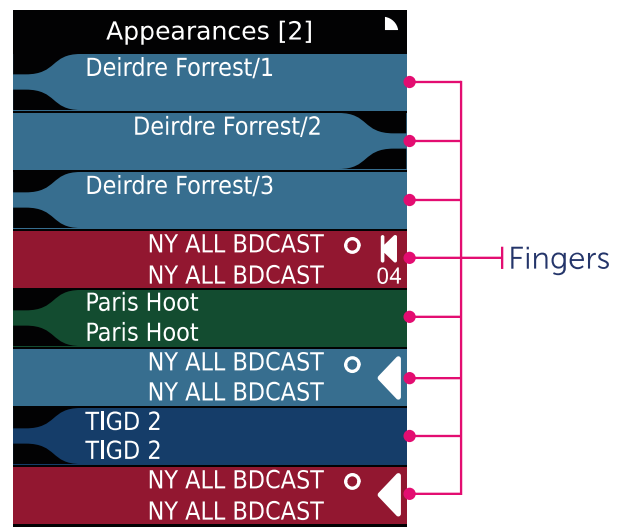 Appearances [2]
Deirdre Forrest/1
Deirdre Forrest/2
Deirdre Forrest/3
NY ALL BDCAST
NY ALL BDCAST 04
Paris Hoot
Paris Hoot
NY ALL BDCAST
NY ALL BDCAST
TIGD 2
TIGD 2
NY ALL BDCAST
NY ALL BDCAST
Fingers